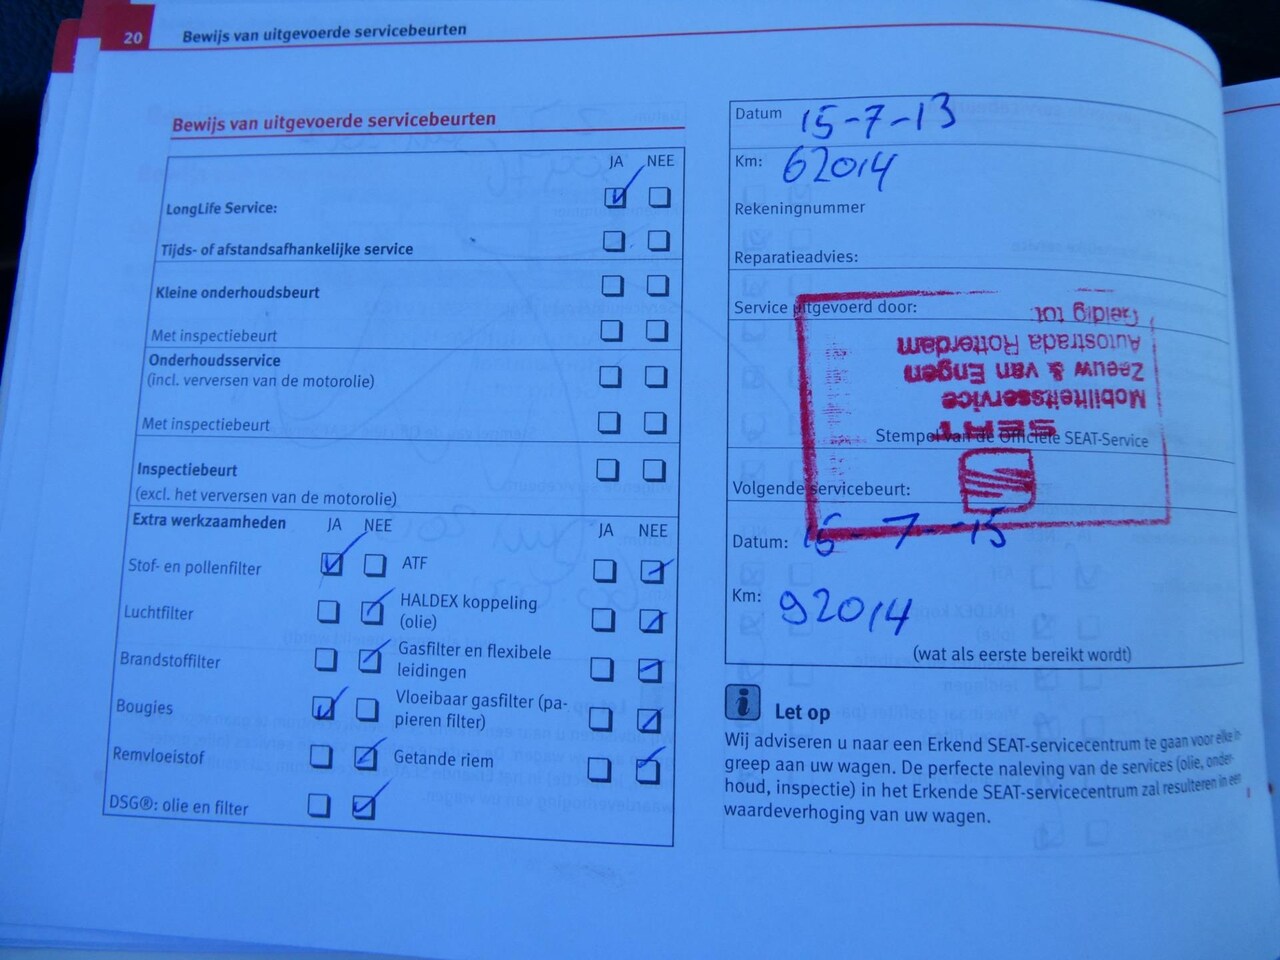 20
Bewijs van uitgevoerde servicebeurten
Bewijs van uitgevoerde servicebeurten
JA NEE
LongLife Service:
Tijds- of afstandsafhankelijke service
Kleine onderhoudsbeurt
Met inspectiebeurt
Onderhoudsservice
(incl. verversen van de motorolie)
Met inspectiebeurt
Inspectiebeurt
(excl. het verversen van de motorolie)
Extra werkzaamheden JA NEE JA NEE
Stof- en pollenfilter
ATF
Luchtfilter
HALDEX koppeling
(olie)
Brandstoffilter
Gasfilter en flexibele
leidingen
Bougies
Vloeibaar gasfilter (pa-
pieren filter)
Remvloeistof
Getande riem
DSG®: olie en filter
Datum 15-7-13
Km: 62014
Rekeningnummer
Reparatieadvies:
Service uitgevoerd door:
Geldig tot:
Autostrada Rotterdam
Zeeuw & van Engen
Mobiliteitsservice
SEAT
Stempel van de Officiële SEAT-Service
Volgende servicebeurt:
Datum: 15-7-15
Km: 92014
(wat als eerste bereikt wordt)
i Let op
Wij adviseren u naar een Erkend SEAT-servicecentrum te gaan voor elke in-
greep aan uw wagen. De perfecte naleving van de services (olie, onder-
houd, inspectie) in het Erkende SEAT-servicecentrum zal resulteren in een
waardeverhoging van uw wagen.